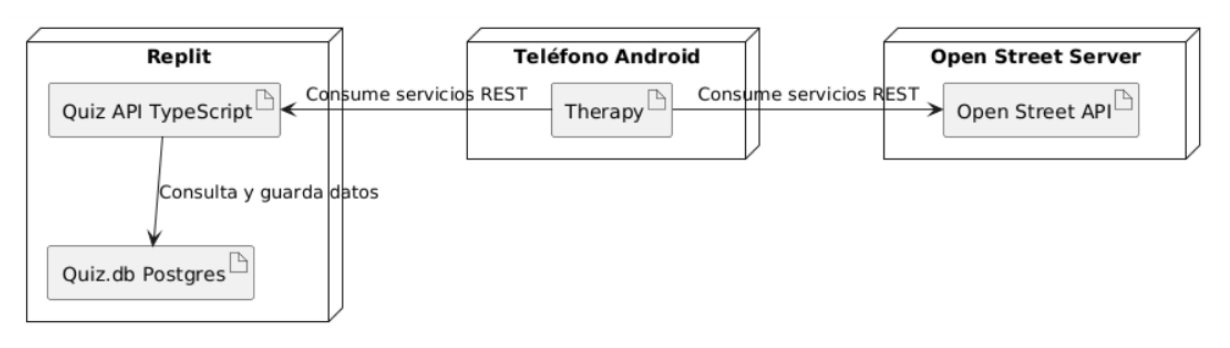 Replit
Teléfono Android
Open Street Server
Quiz API TypeScript
Consume servicios REST
Therapy
Consume servicios REST
Open Street API
Consulta y guarda datos
Quiz.db Postgres